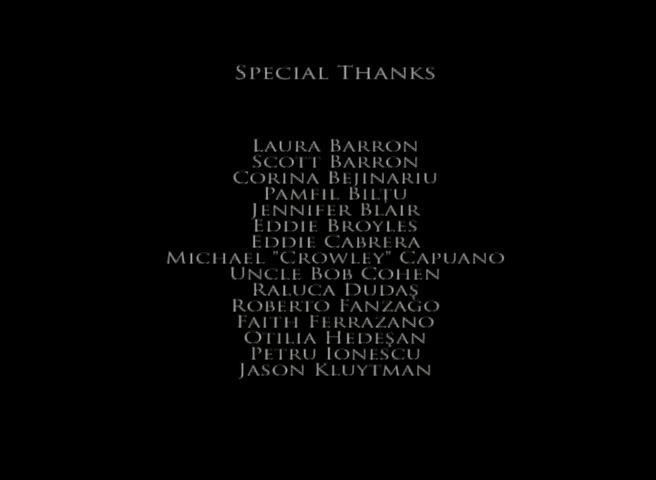 Special Thanks
Laura Barron
Scott Barron
Corina Bejinariu
Pamfil Bilțu
Jennifer Blair
Eddie Broyles
Eddie Cabrera
Michael "Crowley" Capuano
Uncle Bob Cohen
Raluca Dudaş
Roberto Fanzago
Faith Ferrazano
Otilia Hedeşan
Petru Ionescu
Jason Kluytman